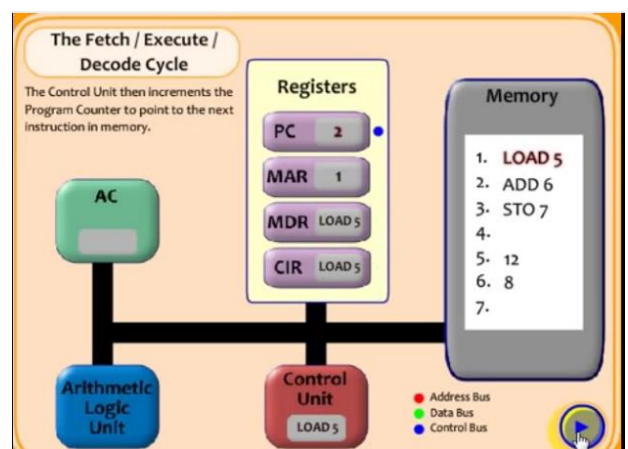 The Fetch / Execute /
Decode Cycle
The Control Unit then increments the
Program Counter to point to the next
instruction in memory.
Registers
PC 2
MAR 1
MDR LOAD 5
CIR LOAD 5
Memory
1. LOAD 5
2. ADD 6
3. STO 7
4.
5. 12
6. 8
7.
AC
Arithmetic
Logic
Unit
Control
Unit
LOAD 5
Address Bus
Data Bus
Control Bus